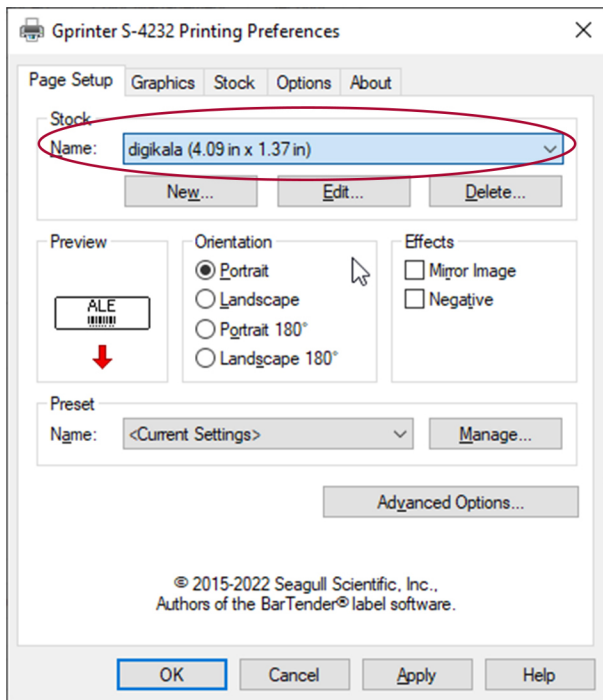 Gprinter S-4232 Printing Preferences
Page Setup Graphics Stock Options About
Stock
Name: digikala (4.09 in x 1.37 in)
New... Edit... Delete...
Preview
ALE
Orientation
Portrait
Landscape
Portrait 180°
Landscape 180°
Effects
Mirror Image
Negative
Preset
Name: <Current Settings> Manage...
Advanced Options...
© 2015-2022 Seagull Scientific, Inc.,
Authors of the BarTender® label software.
OK Cancel Apply Help